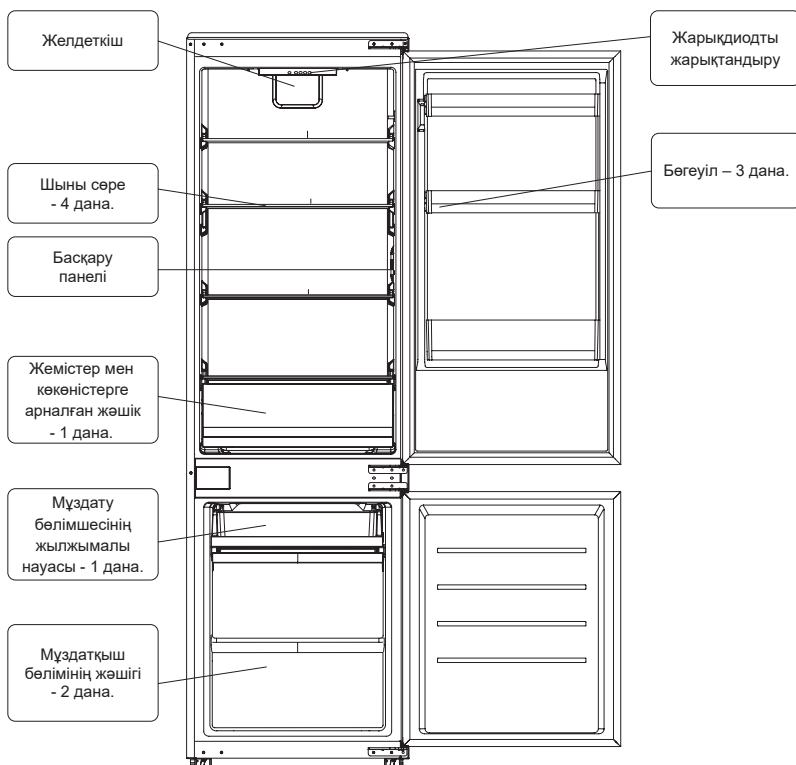 Желдеткіш
Шыны сөре
- 4 дана.
Басқару
панелі
Жемістер мен
көкөністерге
арналған жәшік
- 1 дана.
Мұздату
бөлімшесінің
жылжымалы
науасы - 1 дана.
Мұздатқыш
бөлімінің жәшігі
- 2 дана.
Жарықдиодты
жарықтандыру
Бөгеуіл – 3 дана.